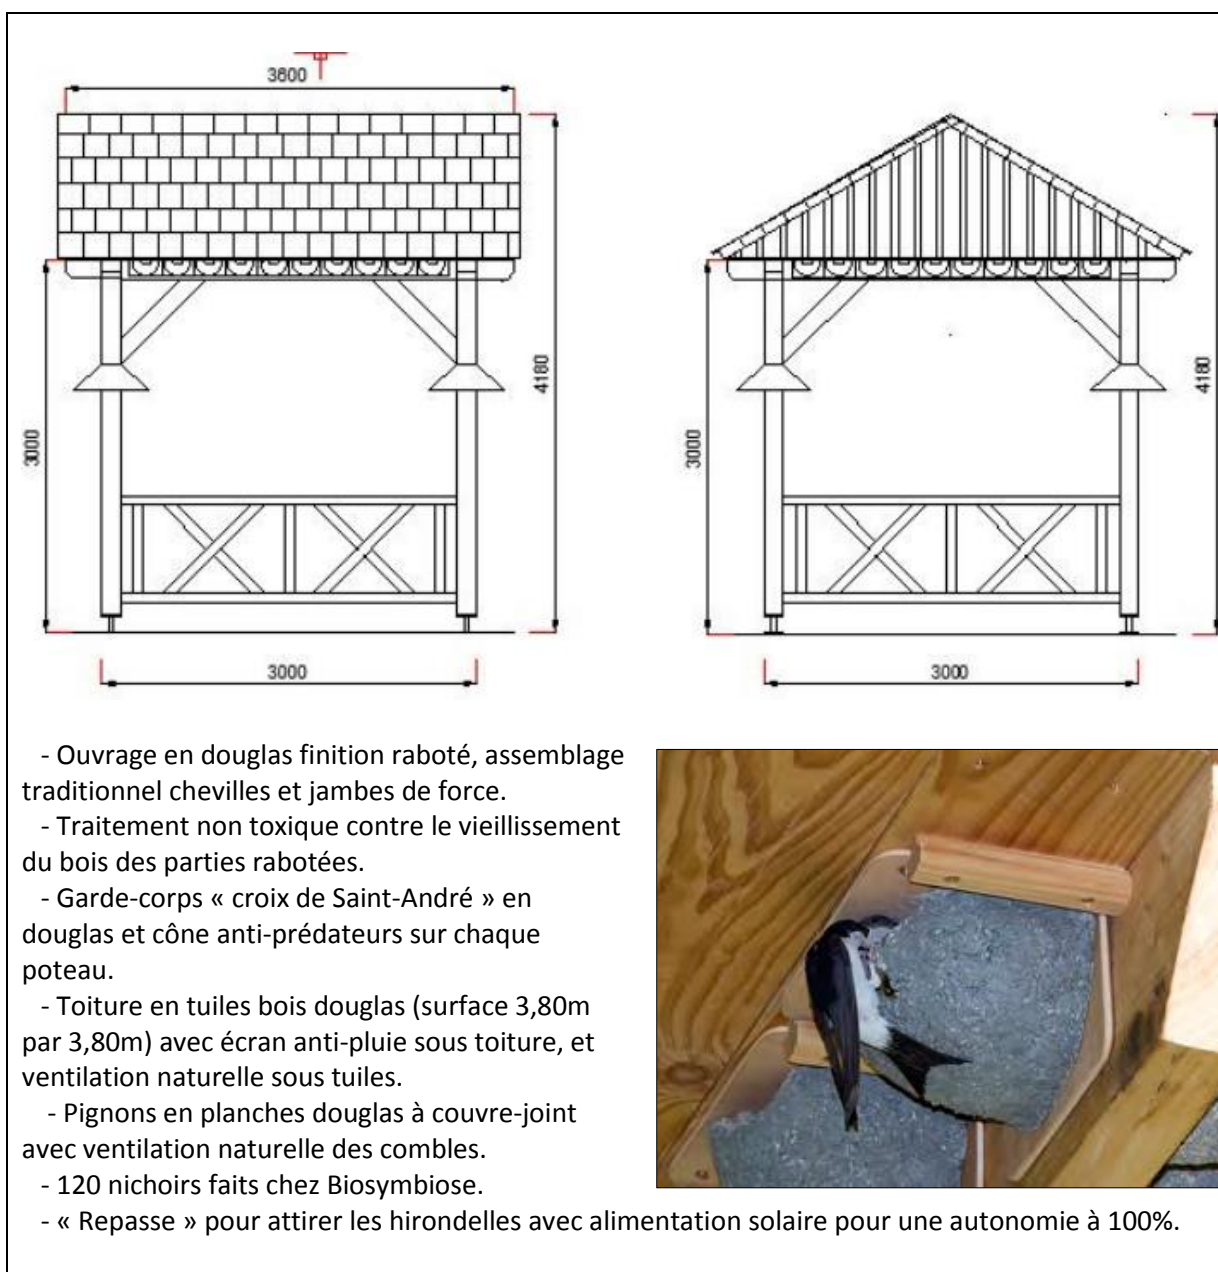 3800
3000
4180
3000
3000
4180
3000
- Ouvrage en douglas finition raboté, assemblage
traditionnel chevilles et jambes de force.
- Traitement non toxique contre le vieillissement
du bois des parties rabotées.
- Garde-corps « croix de Saint-André » en
douglas et cône anti-prédateurs sur chaque
poteau.
- Toiture en tuiles bois douglas (surface 3,80m
par 3,80m) avec écran anti-pluie sous toiture, et
ventilation naturelle sous tuiles.
- Pignons en planches douglas à couvre-joint
avec ventilation naturelle des combles.
- 120 nichoirs faits chez Biosymbiose.
- « Repasse » pour attirer les hirondelles avec alimentation solaire pour une autonomie à 100%.